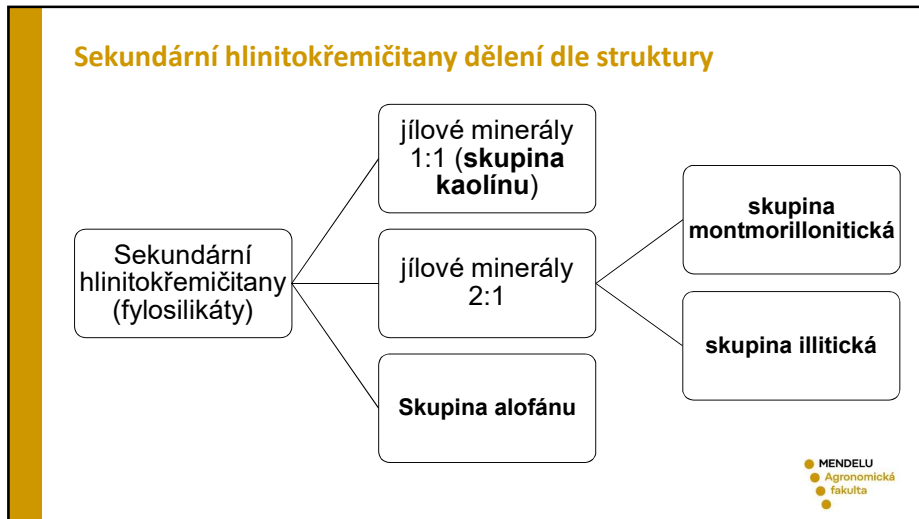 Sekundární hlinitokřemičitany dělení dle struktury
jílové minerály
1:1 (skupina
kaolínu)
skupina
montmorillonitická
Sekundární
hlinitokřemičitany
(fylosilikáty)
jílové minerály
2:1
skupina illitická
Skupina alofánu
MENDELU
Agronomická
fakulta